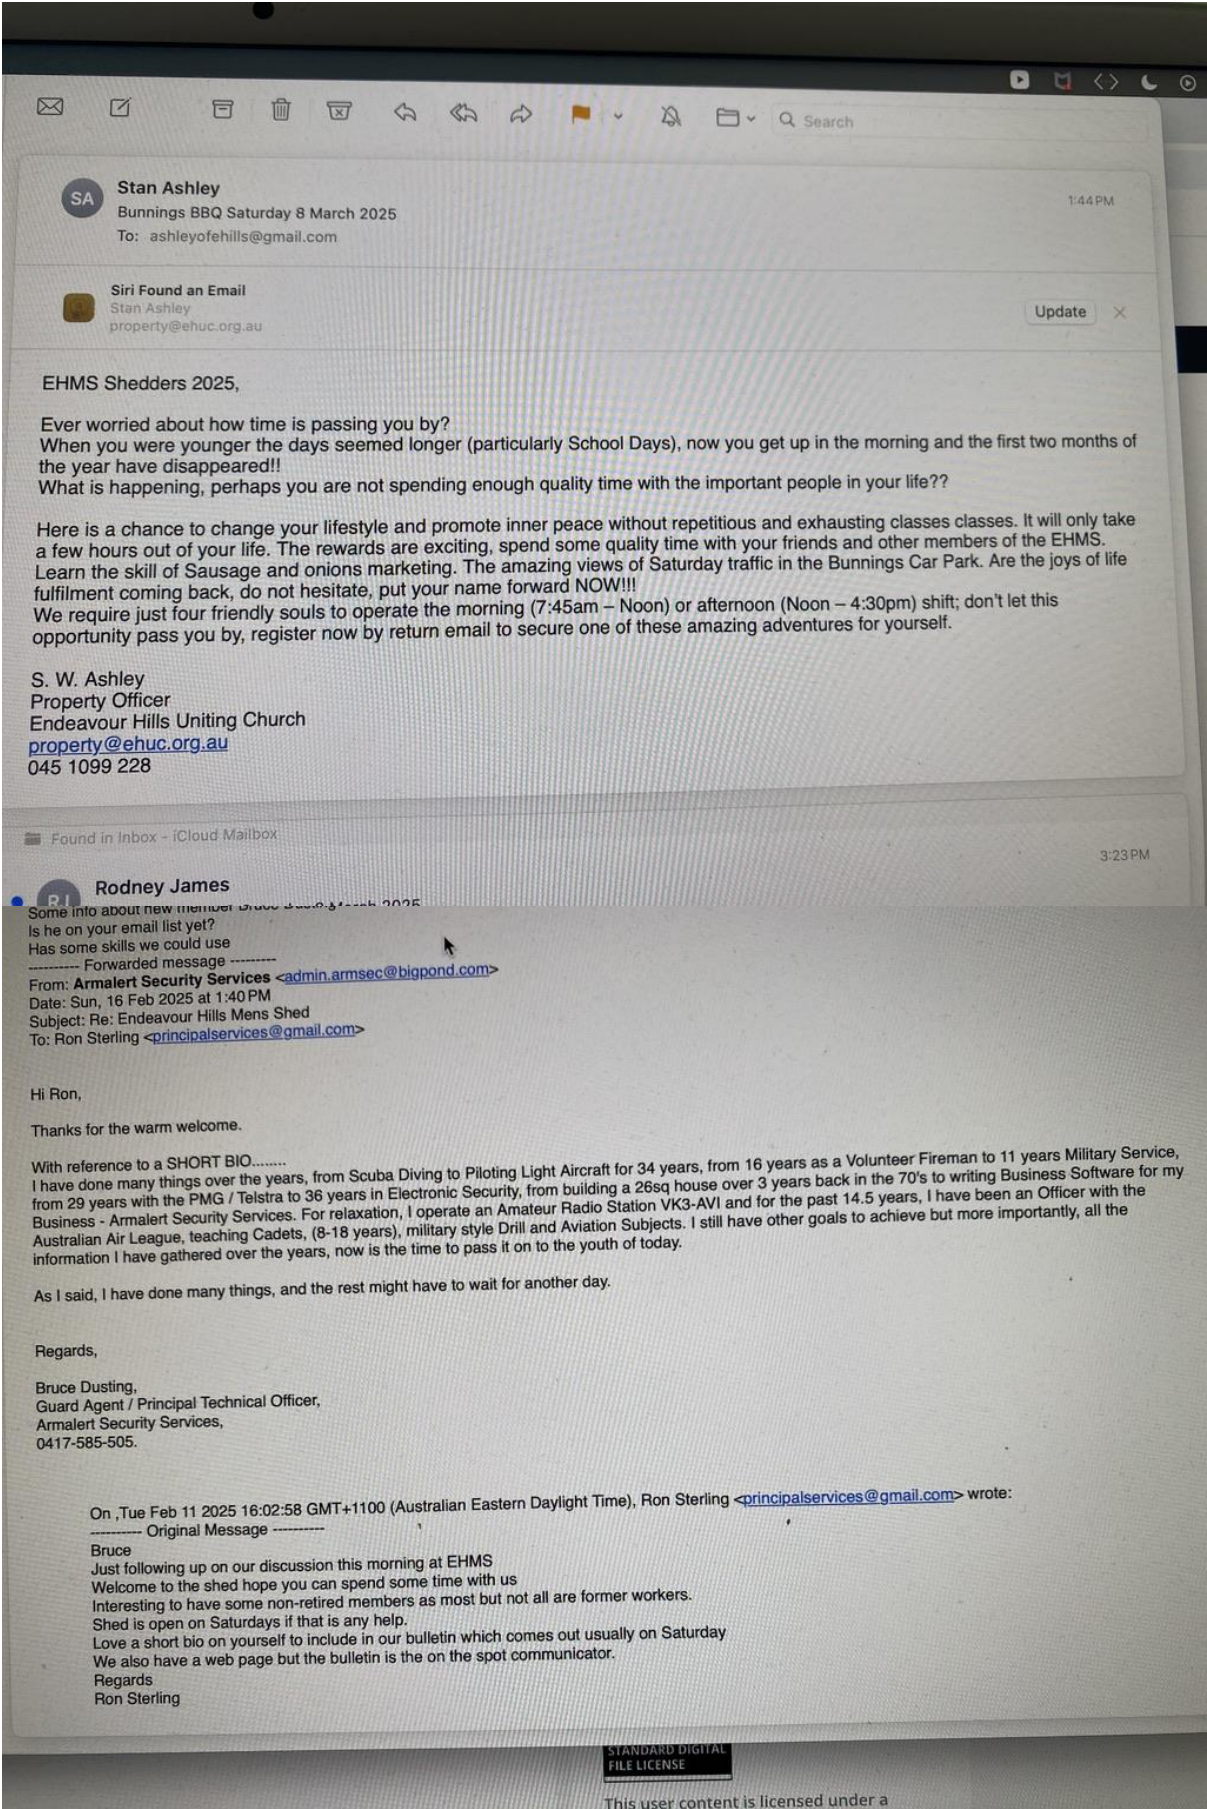 Search
SA
Stan Ashley
Bunnings BBQ Saturday 8 March 2025
To: ashleyofehills@gmail.com
1:44 PM
Siri Found an Email
Stan Ashley
property@ehuc.org.au
Update
EHMS Shedders 2025,
Ever worried about how time is passing you by?
When you were younger the days seemed longer (particularly School Days), now you get up in the morning and the first two months of
the year have disappeared!!
What is happening, perhaps you are not spending enough quality time with the important people in your life??
Here is a chance to change your lifestyle and promote inner peace without repetitious and exhausting classes classes. It will only take
a few hours out of your life. The rewards are exciting, spend some quality time with your friends and other members of the EHMS.
Learn the skill of Sausage and onions marketing. The amazing views of Saturday traffic in the Bunnings Car Park. Are the joys of life
fulfilment coming back, do not hesitate, put your name forward NOW!!!
We require just four friendly souls to operate the morning (7:45am – Noon) or afternoon (Noon – 4:30pm) shift; don't let this
opportunity pass you by, register now by return email to secure one of these amazing adventures for yourself.
S. W. Ashley
Property Officer
Endeavour Hills Uniting Church
property@ehuc.org.au
045 1099 228
Found in Inbox - iCloud Mailbox
3:23 PM
RJ
Rodney James
Some info about new member
Is he on your email list yet?
Has some skills we could use
---------- Forwarded message ---------
From: Armalert Security Services <admin.armsec@bigpond.com>
Date: Sun, 16 Feb 2025 at 1:40 PM
Subject: Re: Endeavour Hills Mens Shed
To: Ron Sterling <principalservices@gmail.com>
Hi Ron,
Thanks for the warm welcome.
With reference to a SHORT BIO........
I have done many things over the years, from Scuba Diving to Piloting Light Aircraft for 34 years, from 16 years as a Volunteer Fireman to 11 years Military Service,
from 29 years with the PMG / Telstra to 36 years in Electronic Security, from building a 26sq house over 3 years back in the 70's to writing Business Software for my
Business - Armalert Security Services. For relaxation, I operate an Amateur Radio Station VK3-AVI and for the past 14.5 years, I have been an Officer with the
Australian Air League, teaching Cadets, (8-18 years), military style Drill and Aviation Subjects. I still have other goals to achieve but more importantly, all the
information I have gathered over the years, now is the time to pass it on to the youth of today.
As I said, I have done many things, and the rest might have to wait for another day.
Regards,
Bruce Dusting,
Guard Agent / Principal Technical Officer,
Armalert Security Services,
0417-585-505.
On ,Tue Feb 11 2025 16:02:58 GMT+1100 (Australian Eastern Daylight Time), Ron Sterling <principalservices@gmail.com> wrote:
---------- Original Message ----------
Bruce
Just following up on our discussion this morning at EHMS
Welcome to the shed hope you can spend some time with us
Interesting to have some non-retired members as most but not all are former workers.
Shed is open on Saturdays if that is any help.
Love a short bio on yourself to include in our bulletin which comes out usually on Saturday
We also have a web page but the bulletin is the on the spot communicator.
Regards
Ron Sterling
STANDARD DIGITAL
FILE LICENSE
This user content is licensed under a